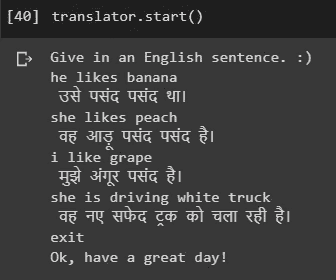 [40] translator.start()
Give in an English sentence. :)
he likes banana
उसे पसंद पसंद था।
she likes peach
वह आड़ू पसंद पसंद है।
i like grape
मुझे अंगूर पसंद है।
she is driving white truck
वह नए सफेद ट्रक को चला रही है।
exit
Ok, have a great day!